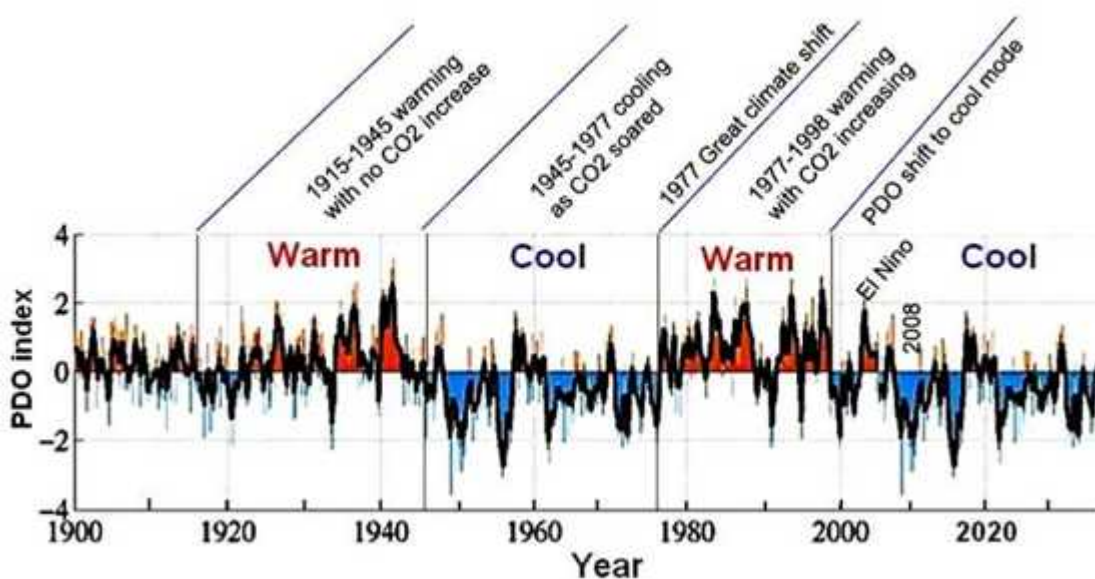 1915-1945 warming
with no CO2 increase
1945-1977 cooling
as CO2 soared
1977 Great climate shift
1977-1998 warming
with CO2 increasing
PDO shift to cool mode
4
Warm
Cool
Warm
El Nino
Cool
2
2008
PDO index
0
−2
−4
1900
1920
1940
1960
1980
2000
2020
Year